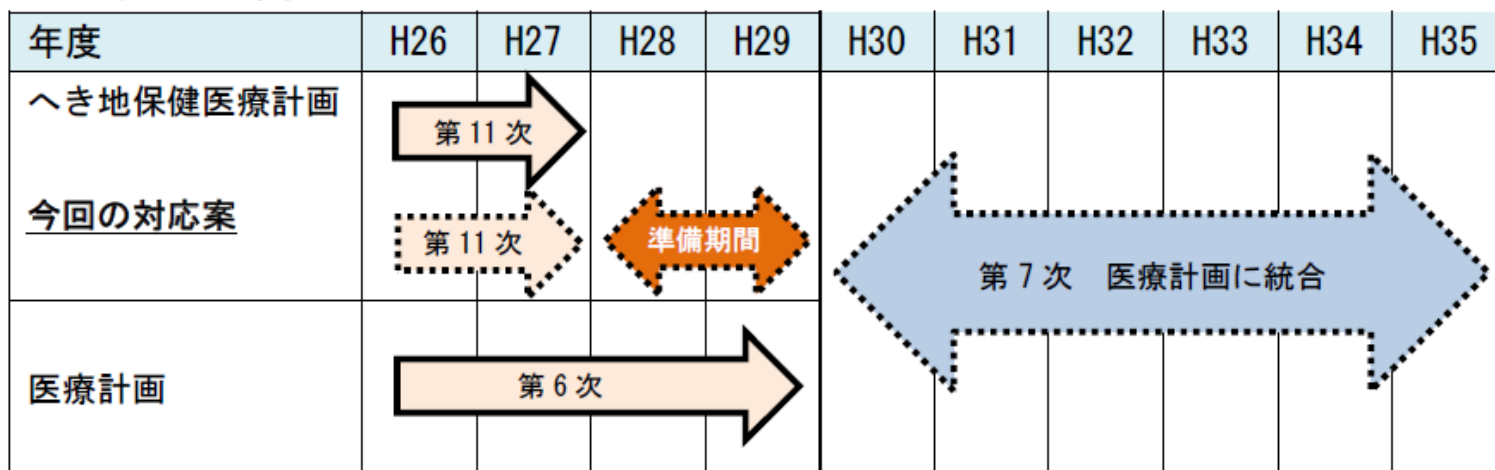 年度 H26 H27 H28 H29 H30 H31 H32 H33 H34 H35
へき地保健医療計画
第 11 次
今回の対応案
第 11 次 準備期間
第 7 次 医療計画に統合
医療計画
第 6 次